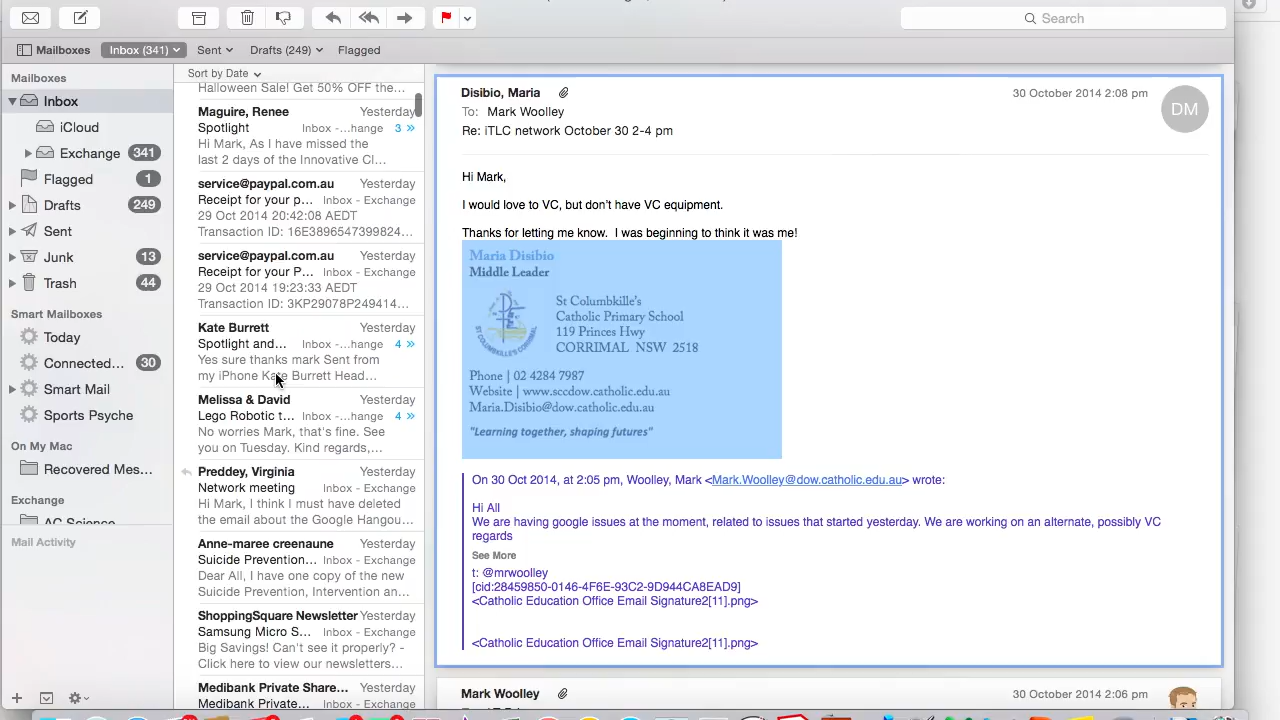 Search
Mailboxes
Inbox (341)
Sent
Drafts (249)
Flagged
Mailboxes
Inbox
iCloud
Exchange 341
Flagged 1
Drafts 249
Sent
Junk 13
Trash 44
Smart Mailboxes
Today
Connected... 30
Smart Mail
Sports Psyche
On My Mac
Recovered Mes...
Exchange
AC Science
Mail Activity
Sort by Date
Halloween Sale! Get 50% OFF the...
Maguire, Renee Yesterday
Spotlight Inbox -...hange 3 »
Hi Mark, As I have missed the
last 2 days of the Innovative Cl...
service@paypal.com.au Yesterday
Receipt for your p... Inbox - Exchange
29 Oct 2014 20:42:08 AEDT
Transaction ID: 16E3896547399824...
service@paypal.com.au Yesterday
Receipt for your P... Inbox - Exchange
29 Oct 2014 19:23:33 AEDT
Transaction ID: 3KP29078P249414...
Kate Burrett Yesterday
Spotlight and... Inbox -...hange 4 »
Yes sure thanks mark Sent from
my iPhone Kate Burrett Head...
Melissa & David Yesterday
Lego Robotic t... Inbox -...hange 4 »
No worries Mark, that's fine. See
you on Tuesday. Kind regards,...
Preddey, Virginia Yesterday
Network meeting Inbox - Exchange
Hi Mark, I think I must have deleted
the email about the Google Hangou...
Anne-maree creenaune Yesterday
Suicide Prevention... Inbox - Exchange
Dear All, I have one copy of the new
Suicide Prevention, Intervention an...
ShoppingSquare Newsletter Yesterday
Samsung Micro S... Inbox - Exchange
Big Savings! Can't see it properly? -
Click here to view our newsletters...
Medibank Private Share... Yesterday
Medibank Private... Inbox - Exchange
Disibio, Maria
30 October 2014 2:08 pm
DM
To: Mark Woolley
Re: iTLC network October 30 2-4 pm
Hi Mark,
I would love to VC, but don't have VC equipment.
Thanks for letting me know. I was beginning to think it was me!
Maria Disibio
Middle Leader
ST COLUMBKILLE'S
St Columbkille's
Catholic Primary School
119 Princes Hwy
CORRIMAL NSW 2518
Phone | 02 4284 7987
Website | www.sccdow.catholic.edu.au
Maria.Disibio@dow.catholic.edu.au
"Learning together, shaping futures"
On 30 Oct 2014, at 2:05 pm, Woolley, Mark <Mark.Woolley@dow.catholic.edu.au> wrote:
Hi All
We are having google issues at the moment, related to issues that started yesterday. We are working on an alternate, possibly VC
regards
See More
t: @mrwoolley
[cid:28459850-0146-4F6E-93C2-9D944CA8EAD9]
<Catholic Education Office Email Signature2[11].png>
<Catholic Education Office Email Signature2[11].png>
Mark Woolley
30 October 2014 2:06 pm